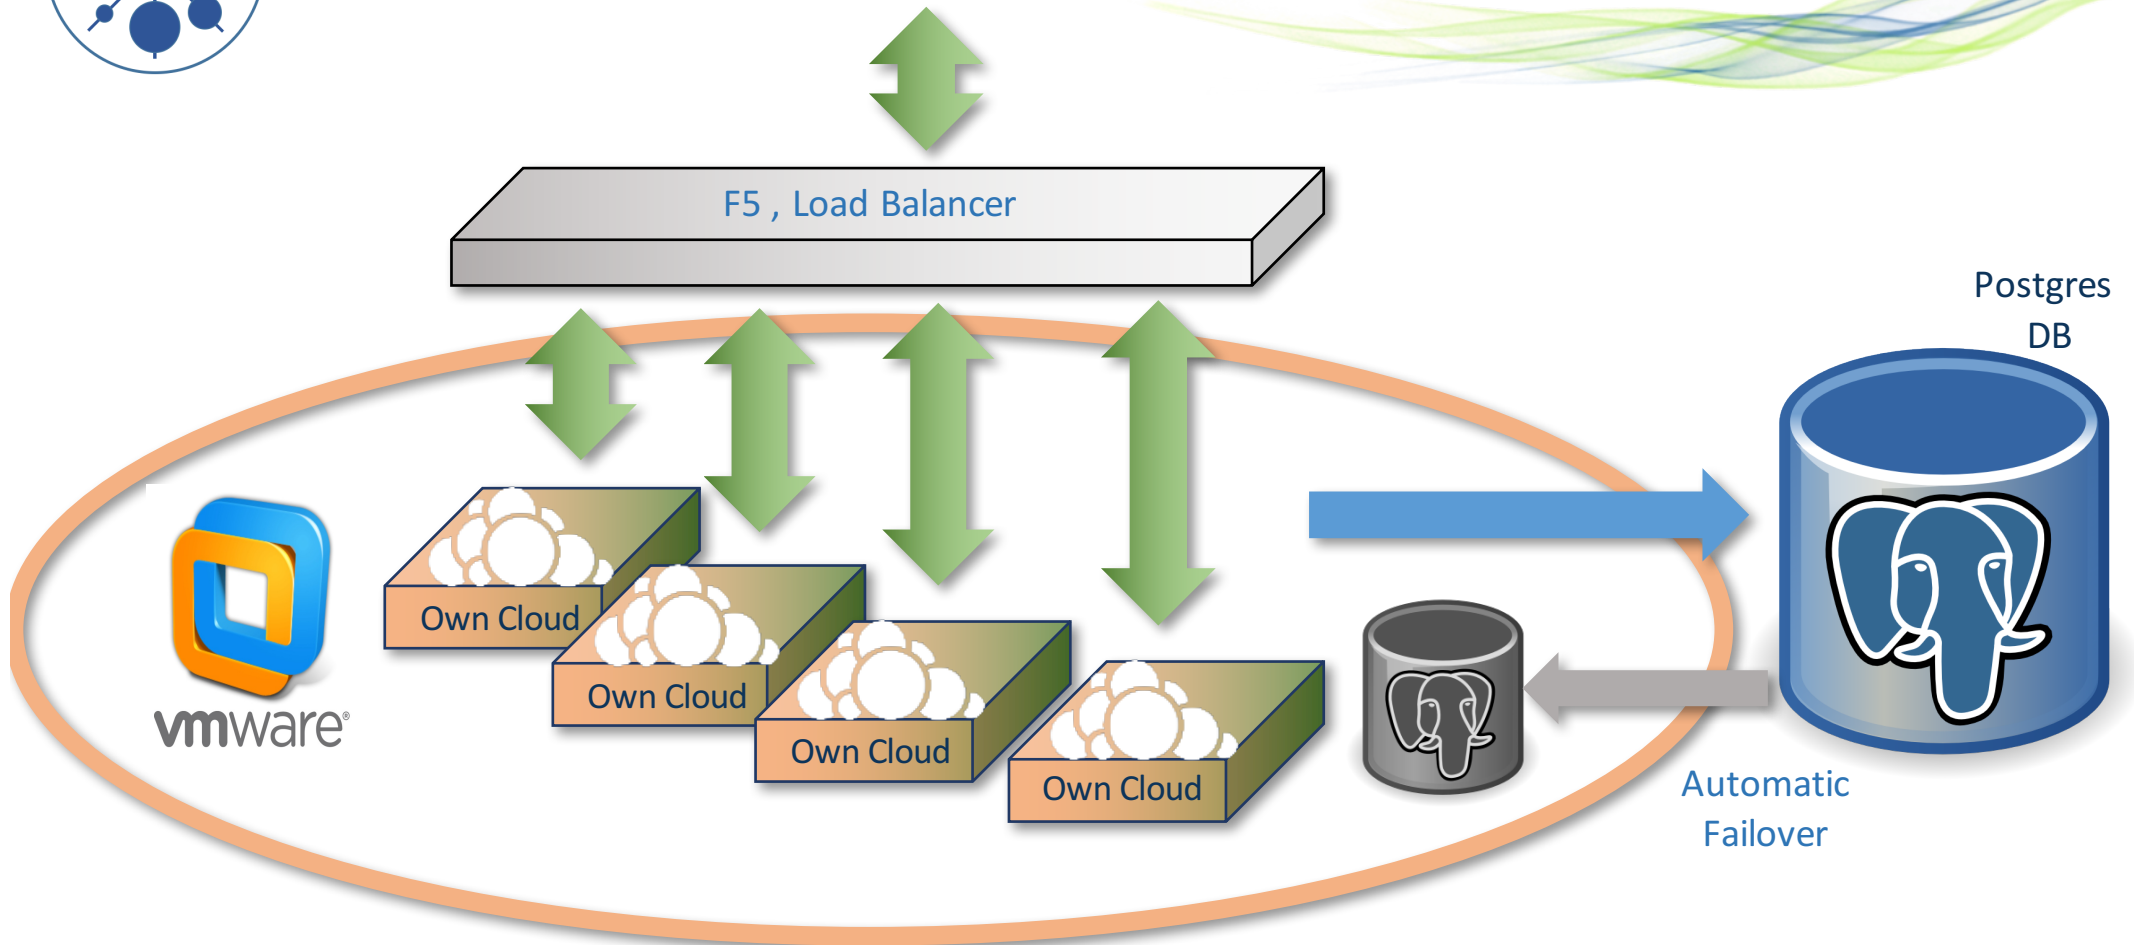 F5 , Load Balancer
Postgres
DB
Own Cloud
Own Cloud
Own Cloud
Own Cloud
vmware®
Automatic
Failover